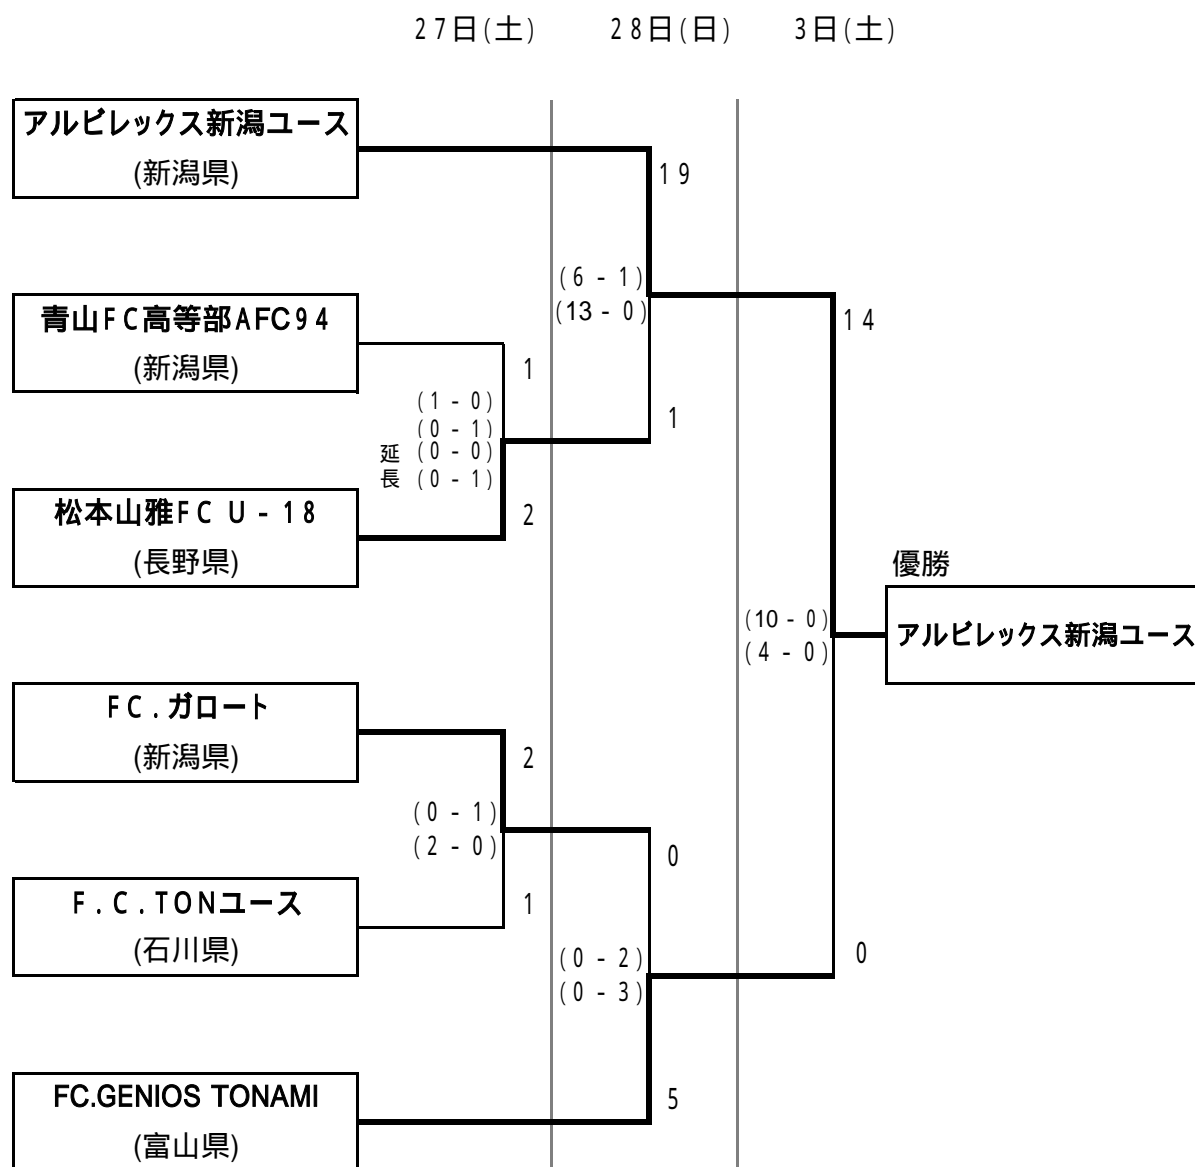 27日(土) 28日(日) 3日(土)
アルビレックス新潟ユース
(新潟県)
19
(6 - 1)
(13 - 0)
青山FC高等部AFC94
(新潟県)
14
1
(1 - 0)
(0 - 1)
延 (0 - 0)
長 (0 - 1)
1
松本山雅FC U-18
(長野県)
2
優勝
アルビレックス新潟ユース
(10 - 0)
(4 - 0)
FC.ガロート
(新潟県)
2
(0 - 1)
(2 - 0)
0
F.C.TONユース
(石川県)
1
(0 - 2)
(0 - 3)
0
FC.GENIOS TONAMI
(富山県)
5